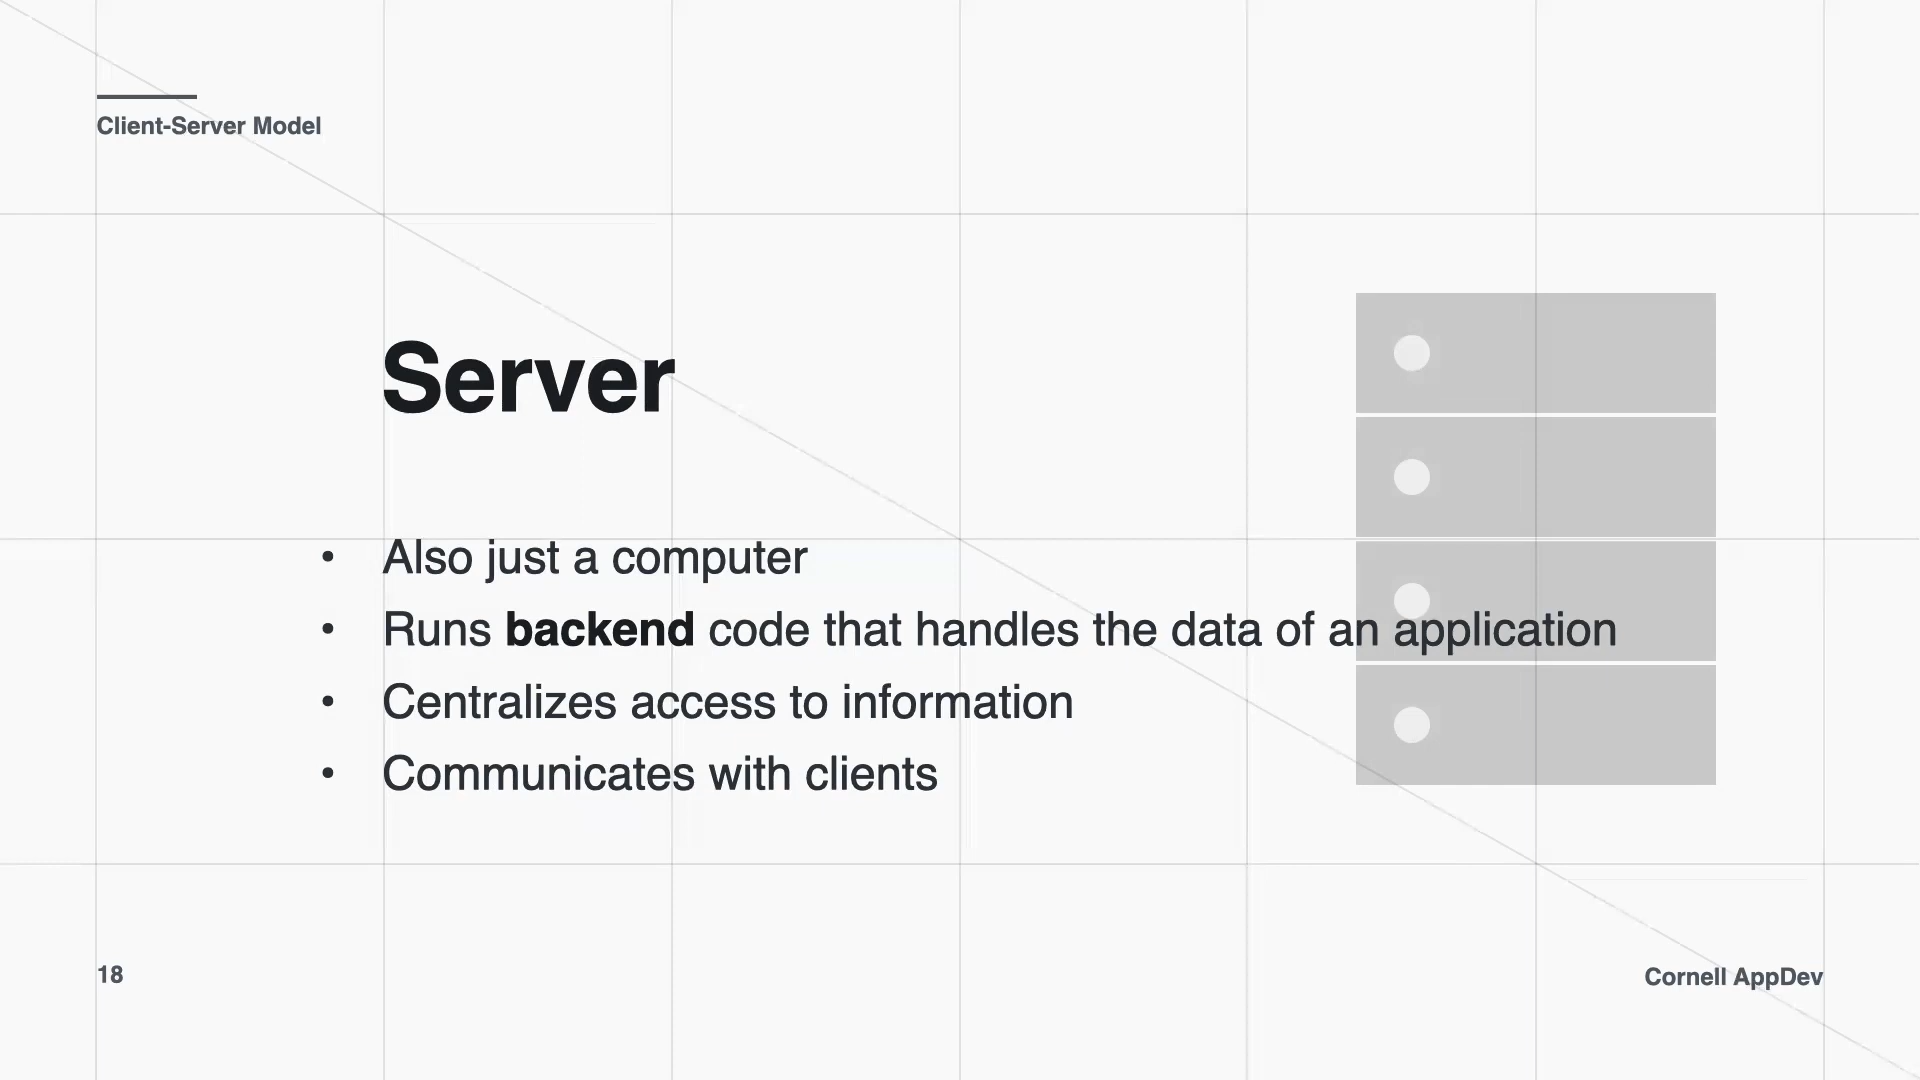 Client-Server Model
Server
• Also just a computer
• Runs backend code that handles the data of an application
• Centralizes access to information
• Communicates with clients
18
Cornell AppDev